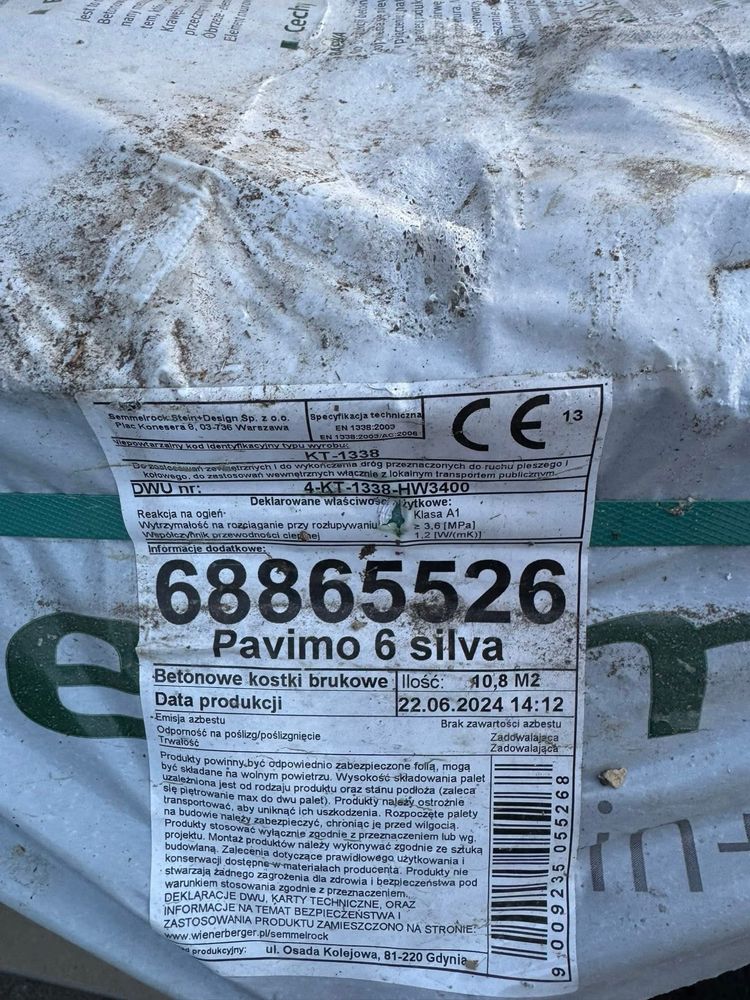 Cechy
Semmelrock Stein+Design Sp. z o.o.
Plac Konesera 8, 03-736 Warszawa
Specyfikacja techniczna
EN 1338:2003
EN 1338:2003/AC:2006
CE 13
Niepowtarzalny kod identyfikacyjny typu wyrobu:
KT-1338
Do zastosowań zewnętrznych i do wykończenia dróg przeznaczonych do ruchu pieszego i
kołowego, do zastosowań wewnętrznych włącznie z lokalnym transportem publicznym.
DWU nr: 4-KT-1338-HW3400
Deklarowane właściwości użytkowe:
Reakcja na ogień Klasa A1
Wytrzymałość na rozciąganie przy rozłupywaniu ≥ 3,6 [MPa]
Współczynnik przewodności cieplnej 1,2 [W/(mK)]
Informacje dodatkowe:
68865526
Pavimo 6 silva
Betonowe kostki brukowe Ilość: 10,8 M2
Data produkcji 22.06.2024 14:12
Emisja azbestu Brak zawartości azbestu
Odporność na poślizg/poślizgnięcie Zadowalająca
Trwałość Zadowalająca
Produkty powinny być odpowiednio zabezpieczone folią, mogą
być składane na wolnym powietrzu. Wysokość składowania palet
uzależniona jest od rodzaju produktu oraz stanu podłoża (zaleca
się piętrowanie max do dwu palet). Produkty należy ostrożnie
transportować, aby uniknąć ich uszkodzenia. Rozpoczęte palety
na budowie należy zabezpieczyć, chroniąc je przed wilgocią.
Produkty stosować wyłącznie zgodnie z przeznaczeniem lub wg.
projektu. Montaż produktów należy wykonywać zgodnie ze sztuką
budowlaną. Zalecenia dotyczące prawidłowego użytkowania i
konserwacji dostępne w materiałach producenta. Produkty nie
stwarzają żadnego zagrożenia dla zdrowia i bezpieczeństwa pod
warunkiem stosowania zgodnie z przeznaczeniem.
DEKLARACJE DWU, KARTY TECHNICZNE, ORAZ
INFORMACJE NA TEMAT BEZPIECZEŃSTWA I
ZASTOSOWANIA PRODUKTU ZAMIESZCZONO NA STRONIE:
www.wienerberger.pl/semmelrock
produkcyjny: ul. Osada Kolejowa, 81-220 Gdynia
9 009235 055268